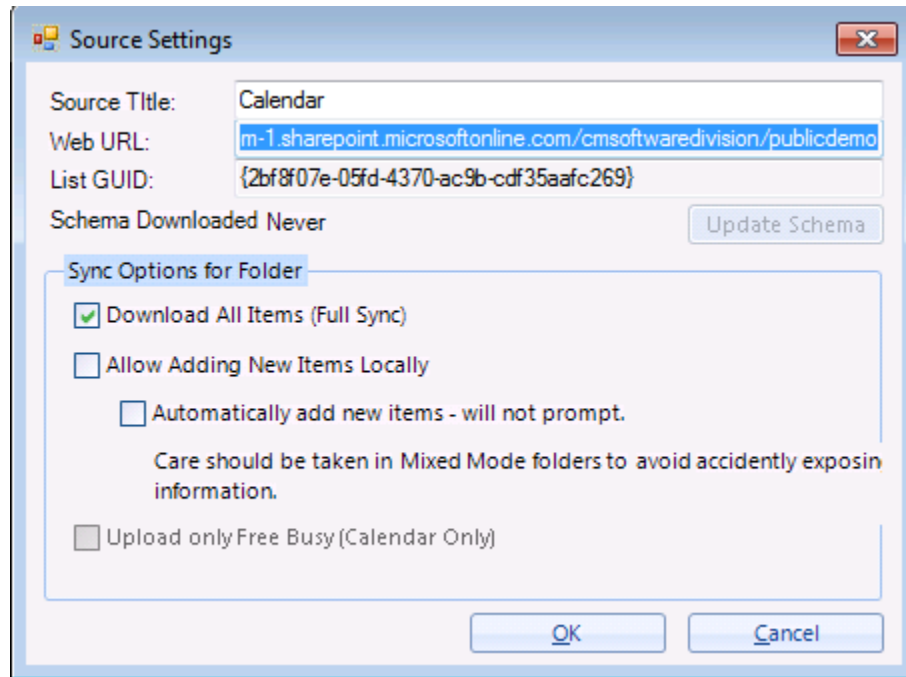 Source Settings
Source TItle: Calendar
Web URL: m-1.sharepoint.microsoftonline.com/cmsoftwaredivision/publicdemo
List GUID: {2bf8f07e-05fd-4370-ac9b-cdf35aafc269}
Schema Downloaded Never Update Schema
Sync Options for Folder
Download All Items (Full Sync)
Allow Adding New Items Locally
Automatically add new items - will not prompt.
Care should be taken in Mixed Mode folders to avoid accidently exposin
information.
Upload only Free Busy (Calendar Only)
OK Cancel